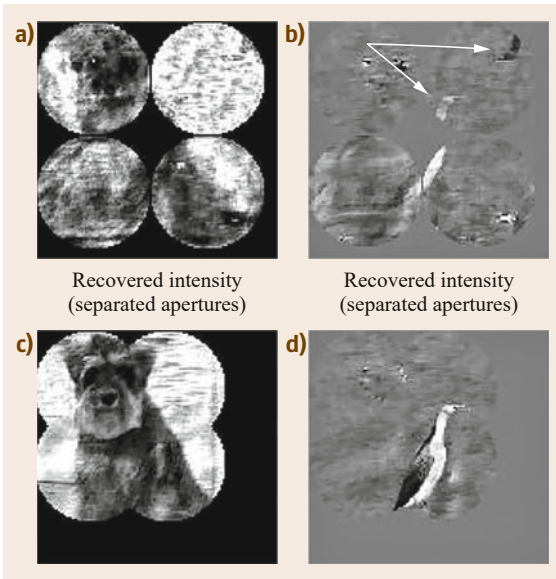 a)
b)
Recovered intensity
(separated apertures)
Recovered intensity
(separated apertures)
c)
d)